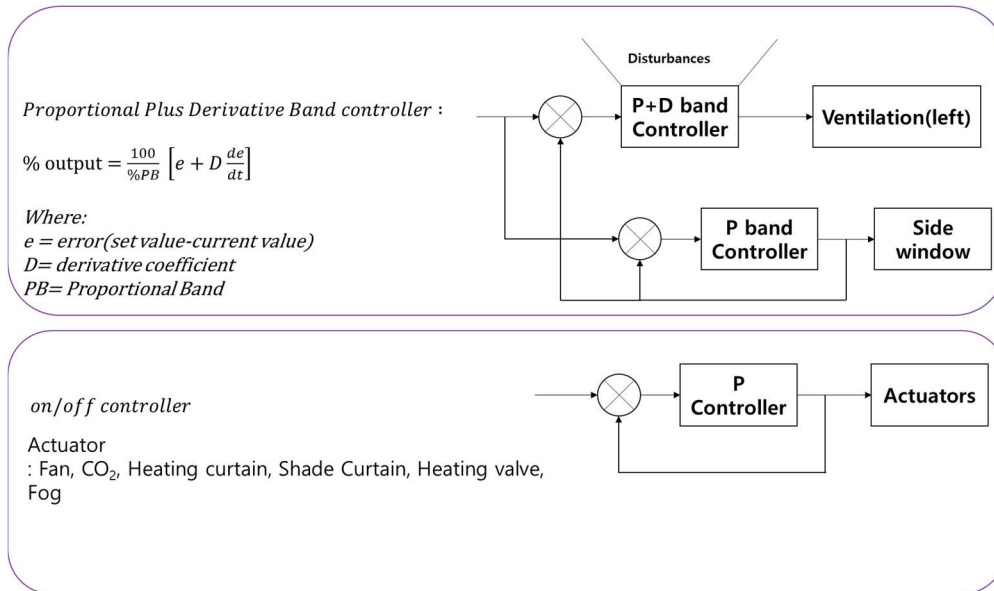 Proportional Plus Derivative Band controller :
% output = \frac{100}{%PB} [e + D \frac{de}{dt}]
Where:
e = error(set value-current value)
D= derivative coefficient
PB= Proportional Band
Disturbances
P+D band
Controller
Ventilation(left)
P band
Controller
Side
window
on/off controller
Actuator
: Fan, CO₂, Heating curtain, Shade Curtain, Heating valve,
Fog
P
Controller
Actuators